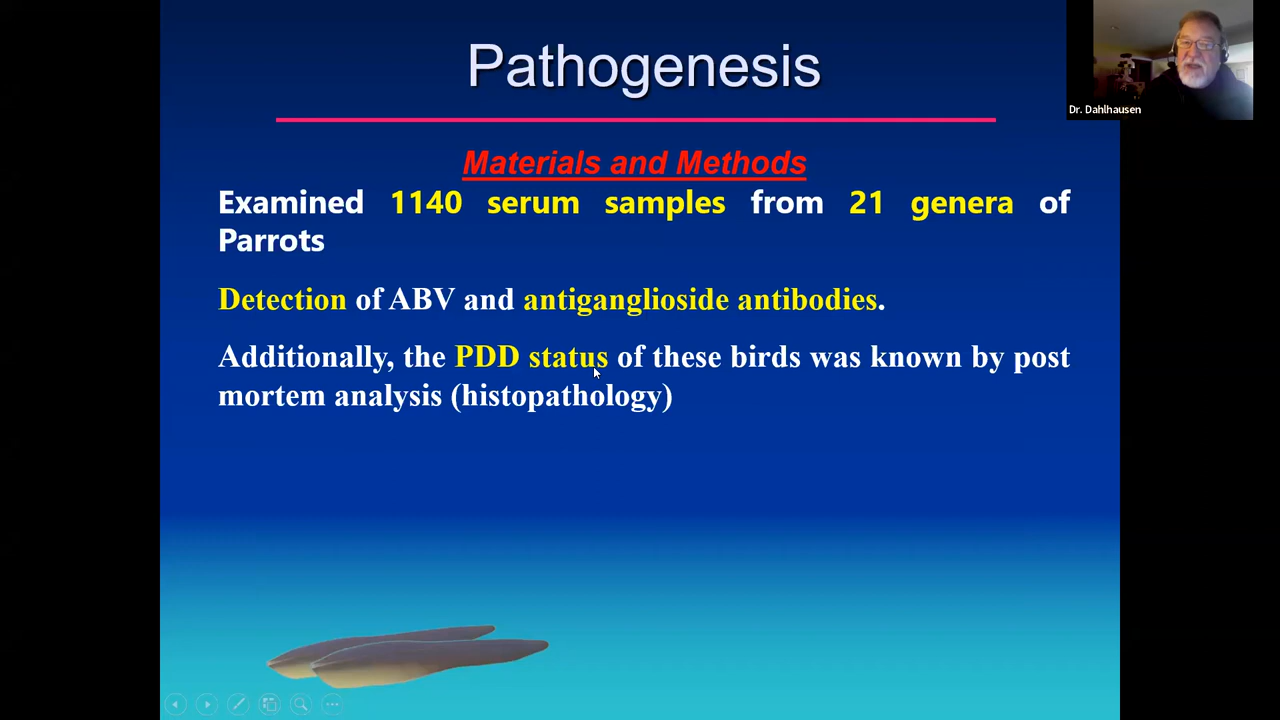 Pathogenesis
Dr. Dahlhausen
Materials and Methods
Examined 1140 serum samples from 21 genera of
Parrots
Detection of ABV and antiganglioside antibodies.
Additionally, the PDD status of these birds was known by post
mortem analysis (histopathology)